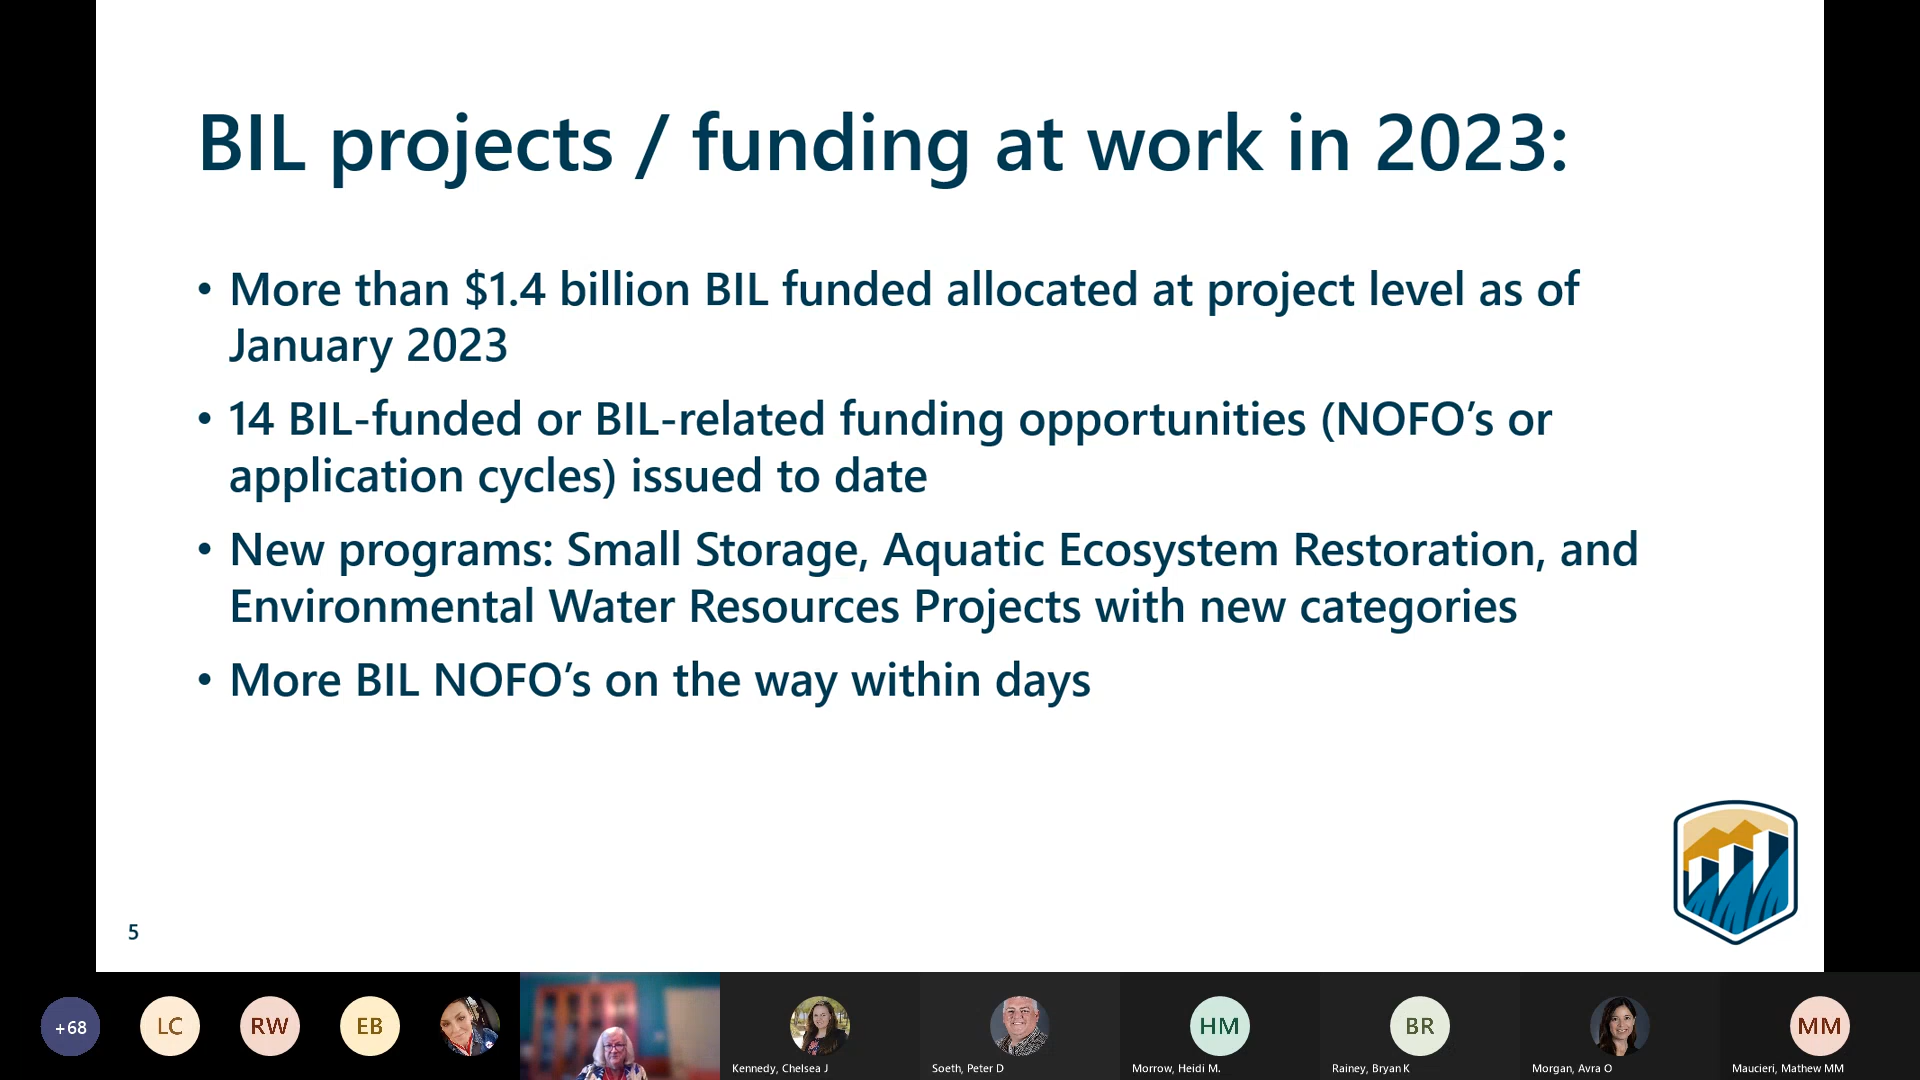 BIL projects / funding at work in 2023:
• More than $1.4 billion BIL funded allocated at project level as of
January 2023
• 14 BIL-funded or BIL-related funding opportunities (NOFO’s or
application cycles) issued to date
• New programs: Small Storage, Aquatic Ecosystem Restoration, and
Environmental Water Resources Projects with new categories
• More BIL NOFO’s on the way within days
5
+68
LC
RW
EB
HM
BR
MM
Kennedy, Chelsea J
Soeth, Peter D
Morrow, Heidi M.
Rainey, Bryan K
Morgan, Avra O
Maucieri, Mathew MM